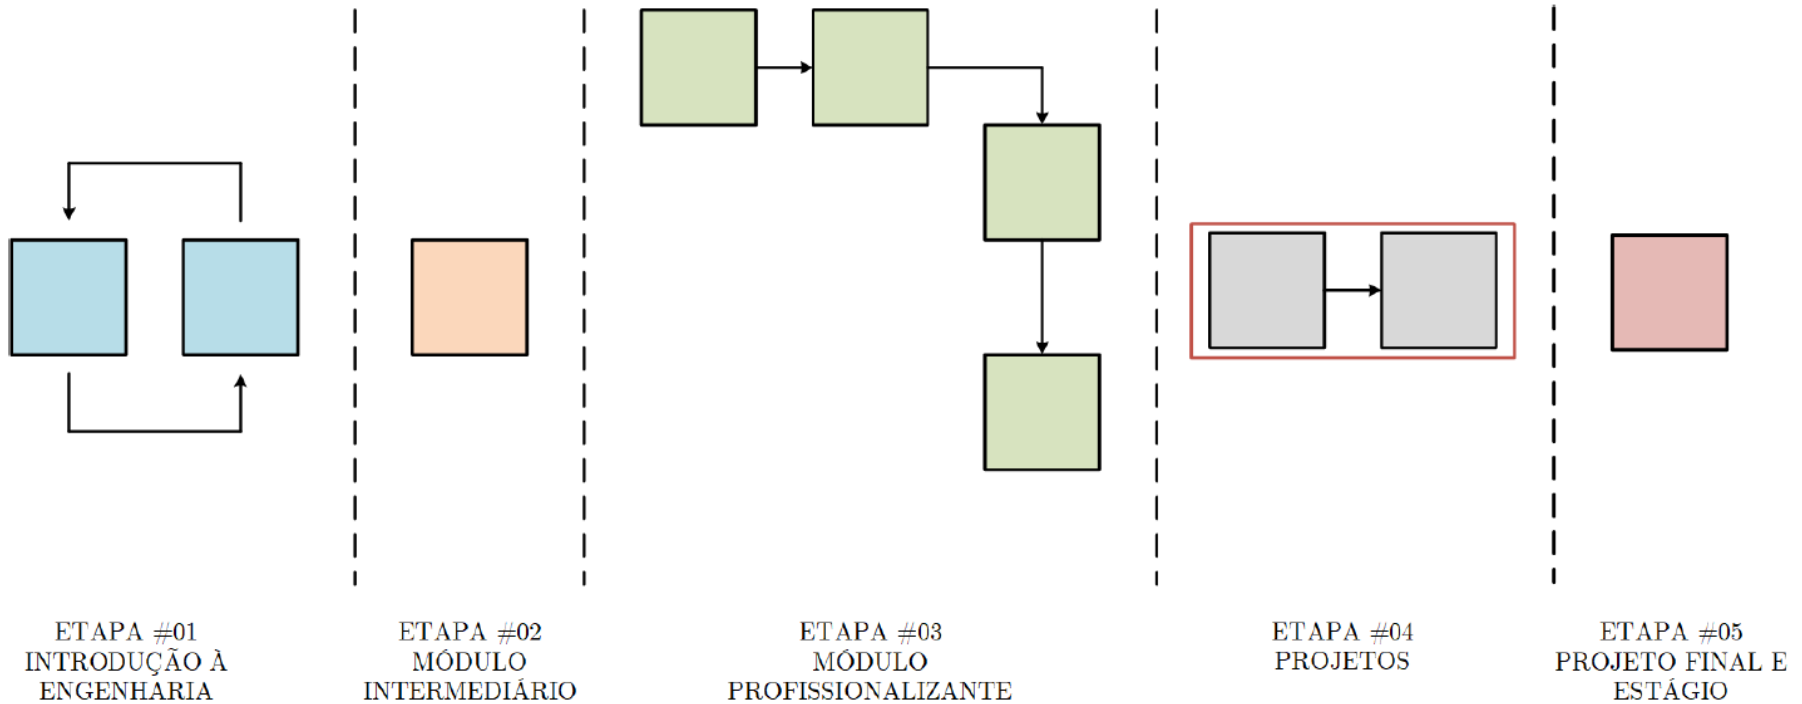 ETAPA #01
INTRODUÇÃO À
ENGENHARIA
ETAPA #02
MÓDULO
INTERMEDIÁRIO
ETAPA #03
MÓDULO
PROFISSIONALIZANTE
ETAPA #04
PROJETOS
ETAPA #05
PROJETO FINAL E
ESTÁGIO